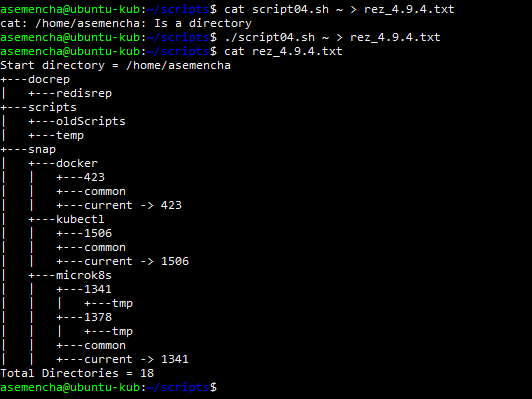 asemencha@ubuntu-kub:~/scripts$ cat script04.sh ~ > rez_4.9.4.txt
cat: /home/asemencha: Is a directory
asemencha@ubuntu-kub:~/scripts$ ./script04.sh ~ > rez_4.9.4.txt
asemencha@ubuntu-kub:~/scripts$ cat rez_4.9.4.txt
Start directory = /home/asemencha
+---docrep
|   +---redisrep
+---scripts
|   +---oldScripts
|   +---temp
+---snap
|   +---docker
|   |   +---423
|   |   +---common
|   |   +---current -> 423
|   +---kubectl
|   |   +---1506
|   |   +---common
|   |   +---current -> 1506
|   +---microk8s
|   |   +---1341
|   |   |   +---tmp
|   |   +---1378
|   |   |   +---tmp
|   |   +---common
|   |   +---current -> 1341
Total Directories = 18
asemencha@ubuntu-kub:~/scripts$